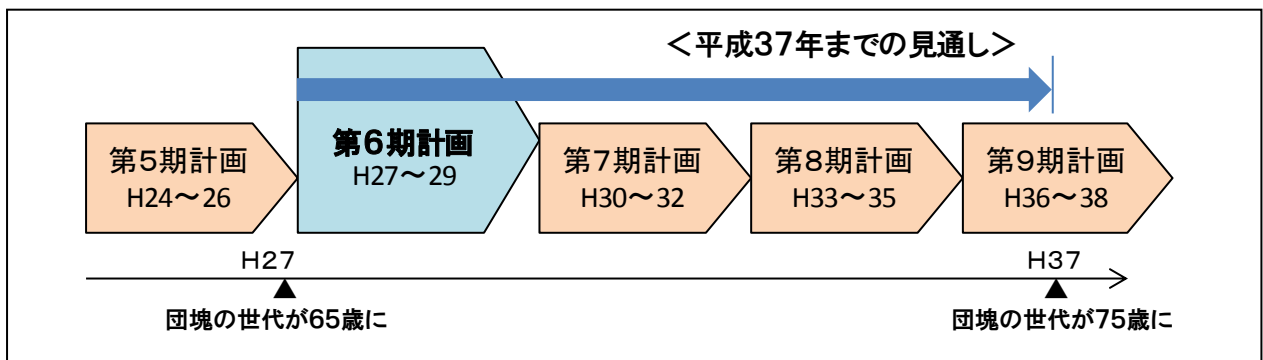 ＜平成37年までの見通し＞
第5期計画
H24～26
第6期計画
H27～29
第7期計画
H30～32
第8期計画
H33～35
第9期計画
H36～38
H27
H37
▲
▲
団塊の世代が65歳に
団塊の世代が75歳に